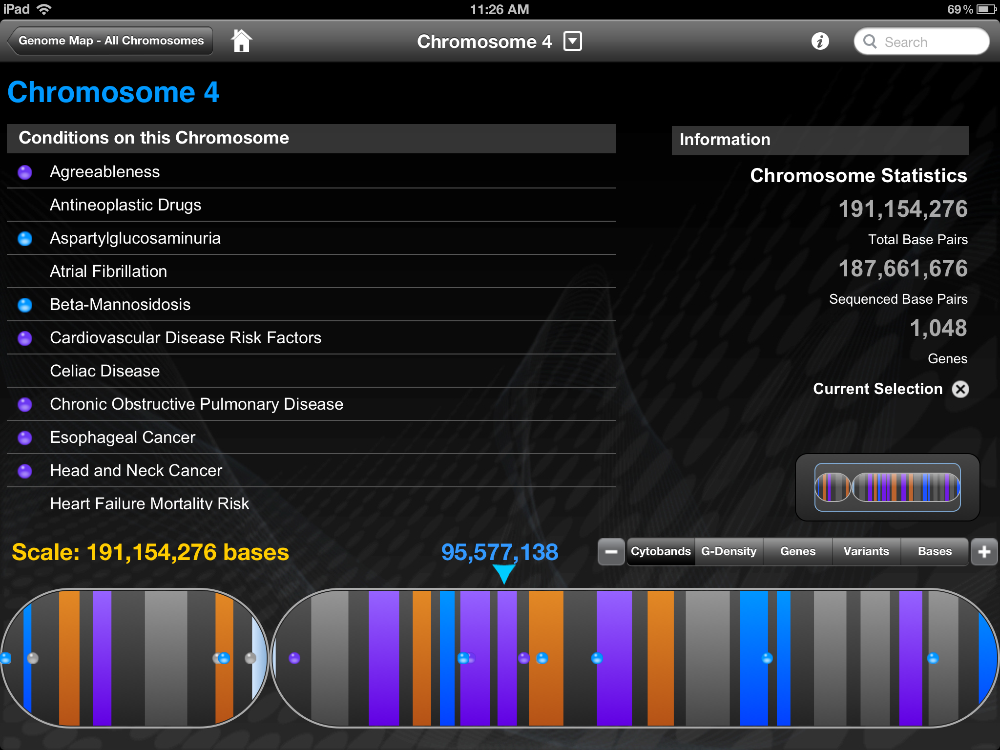 iPad 11:26 AM 69%
Genome Map - All Chromosomes
Chromosome 4
Search
Chromosome 4
Conditions on this Chromosome
Agreeableness
Antineoplastic Drugs
Aspartylglucosaminuria
Atrial Fibrillation
Beta-Mannosidosis
Cardiovascular Disease Risk Factors
Celiac Disease
Chronic Obstructive Pulmonary Disease
Esophageal Cancer
Head and Neck Cancer
Heart Failure Mortality Risk
Information
Chromosome Statistics
191,154,276
Total Base Pairs
187,661,676
Sequenced Base Pairs
1,048
Genes
Current Selection
Scale: 191,154,276 bases
95,577,138
Cytobands G-Density Genes Variants Bases